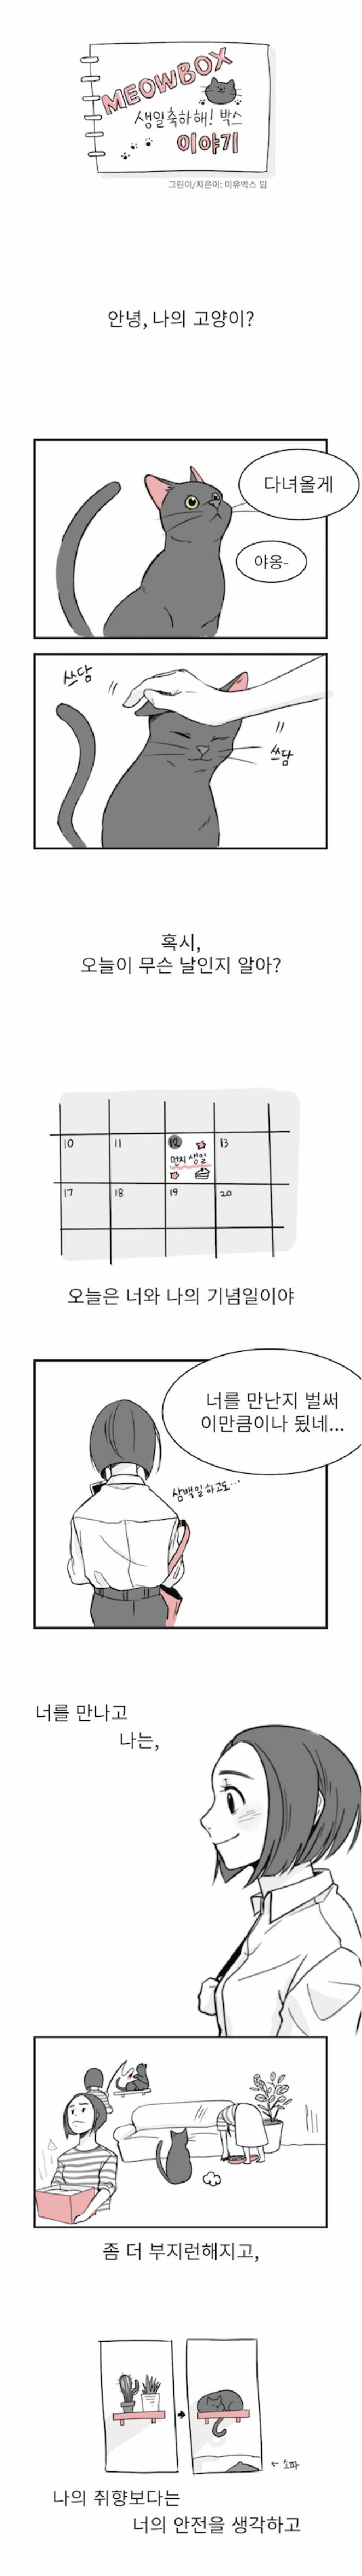 MEOWBOX
생일축하해! 박스
이야기
그린이/지은이: 미유박스 팀
안녕, 나의 고양이?
다녀올게
야옹-
쓰담
쓰담
혹시,
오늘이 무슨 날인지 알아?
10 11 12 13
먼지 생일
17 18 19 20
오늘은 너와 나의 기념일이야
너를 만난지 벌써
이만큼이나 됬네...
삼백일하고도...
너를 만나고
나는,
좀 더 부지런해지고,
← 소파
나의 취향보다는
너의 안전을 생각하고